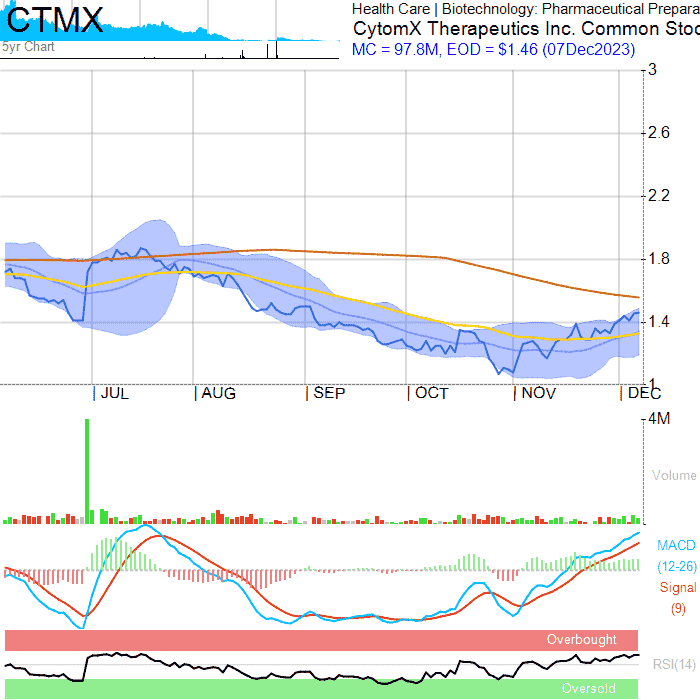 CTMX
5yr Chart
Health Care | Biotechnology: Pharmaceutical Prepara
CytomX Therapeutics Inc. Common Stoc
MC = 97.8M, EOD = $1.46 (07Dec2023)
3
2.6
2.2
1.8
1.4
1
JUL AUG SEP OCT NOV DEC
4M
Volume
MACD
(12-26)
Signal
(9)
Overbought
RSI(14)
Oversold